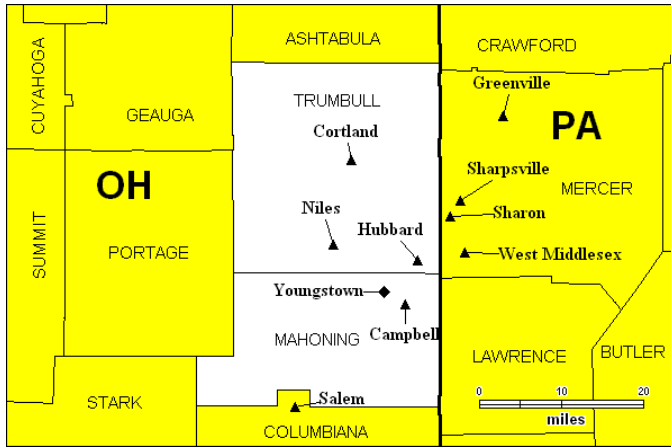 ASHTABULA
CRAWFORD
CUYAHOGA
GEAUGA
TRUMBULL
Greenville
PA
Cortland
OH
Sharpsville
MERCER
Sharon
SUMMIT
PORTAGE
Niles
Hubbard
West Middlesex
Youngstown
MAHONING
Campbell
LAWRENCE
BUTLER
STARK
Salem
0 10 20
miles
COLUMBIANA